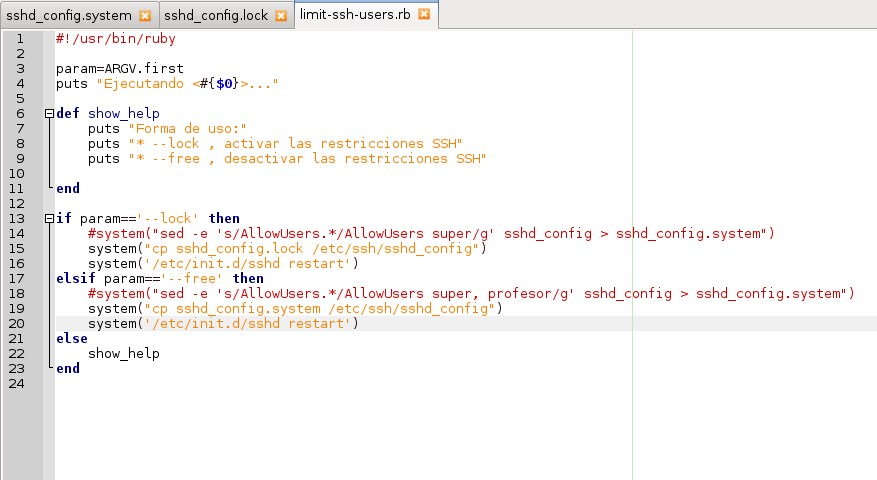 sshd_config.system sshd_config.lock limit-ssh-users.rb
1 #!/usr/bin/ruby
2
3 param=ARGV.first
4 puts "Ejecutando <#{$0}>..."
5
6 def show_help
7     puts "Forma de uso:"
8     puts "* --lock , activar las restricciones SSH"
9     puts "* --free , desactivar las restricciones SSH"
10
11 end
12
13 if param=='--lock' then
14     #system("sed -e 's/AllowUsers.*/AllowUsers super/g' sshd_config > sshd_config.system")
15     system("cp sshd_config.lock /etc/ssh/sshd_config")
16     system('/etc/init.d/sshd restart')
17 elsif param=='--free' then
18     #system("sed -e 's/AllowUsers.*/AllowUsers super, profesor/g' sshd_config > sshd_config.system")
19     system("cp sshd_config.system /etc/ssh/sshd_config")
20     system('/etc/init.d/sshd restart')
21 else
22     show_help
23 end
24